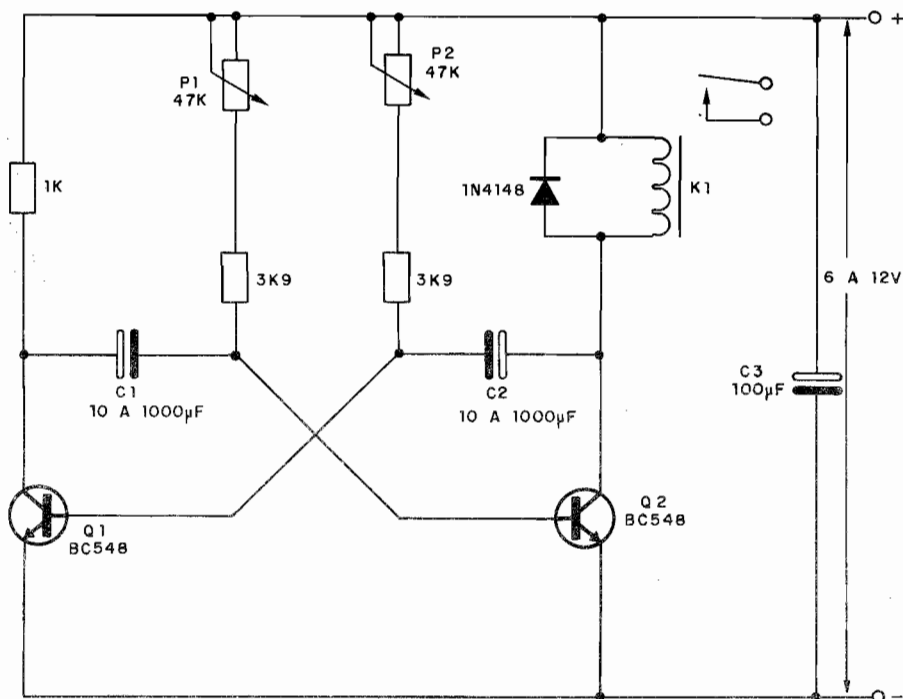 +
P1
47K
P2
47K
1K
1N4148
K1
3K9
3K9
6 A 12V
C1
10 A 1000µF
C2
10 A 1000µF
C3
100µF
Q1
BC548
Q2
BC548
-